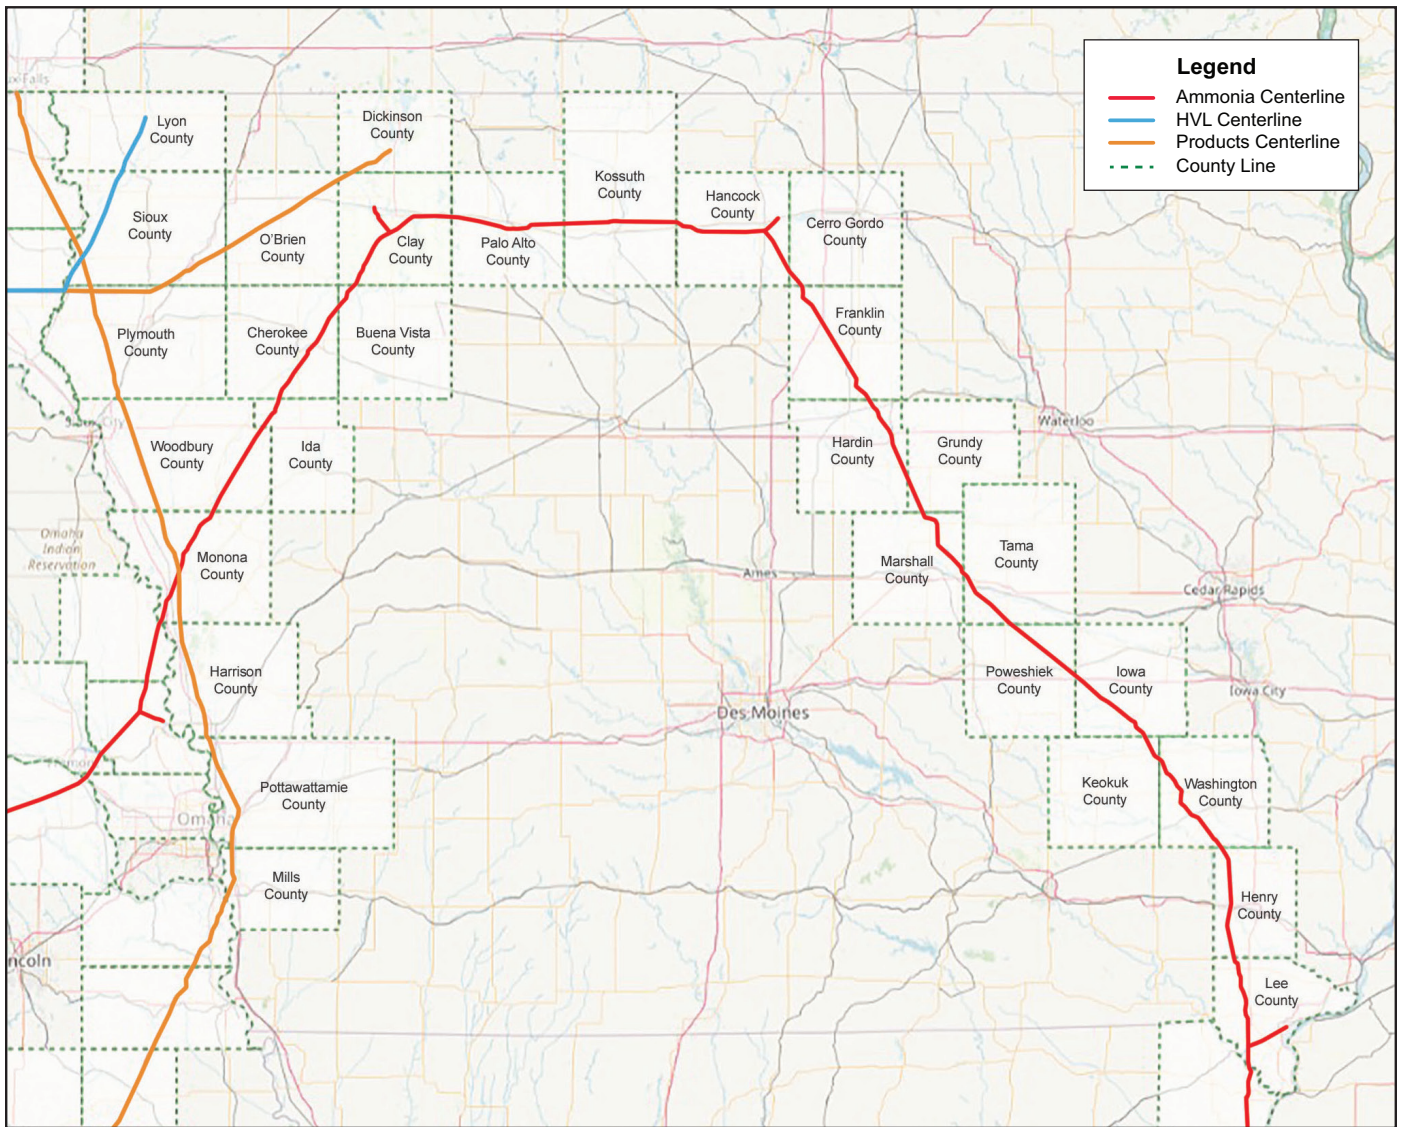 Legend
Ammonia Centerline
HVL Centerline
Products Centerline
County Line
Lyon
County
Dickinson
County
Kossuth
County
Hancock
County
Sioux
County
O'Brien
County
Clay
County
Palo Alto
County
Cerro Gordo
County
Plymouth
County
Cherokee
County
Buena Vista
County
Franklin
County
Waterloo
Woodbury
County
Ida
County
Hardin
County
Grundy
County
Omaha
Indian
Reservation
Monona
County
Ames
Marshall
County
Tama
County
Cedar Rapids
Harrison
County
Poweshiek
County
Iowa
County
Iowa City
Des Moines
Pottawattamie
County
Keokuk
County
Washington
County
Omaha
Mills
County
Henry
County
ncoln
Lee
County